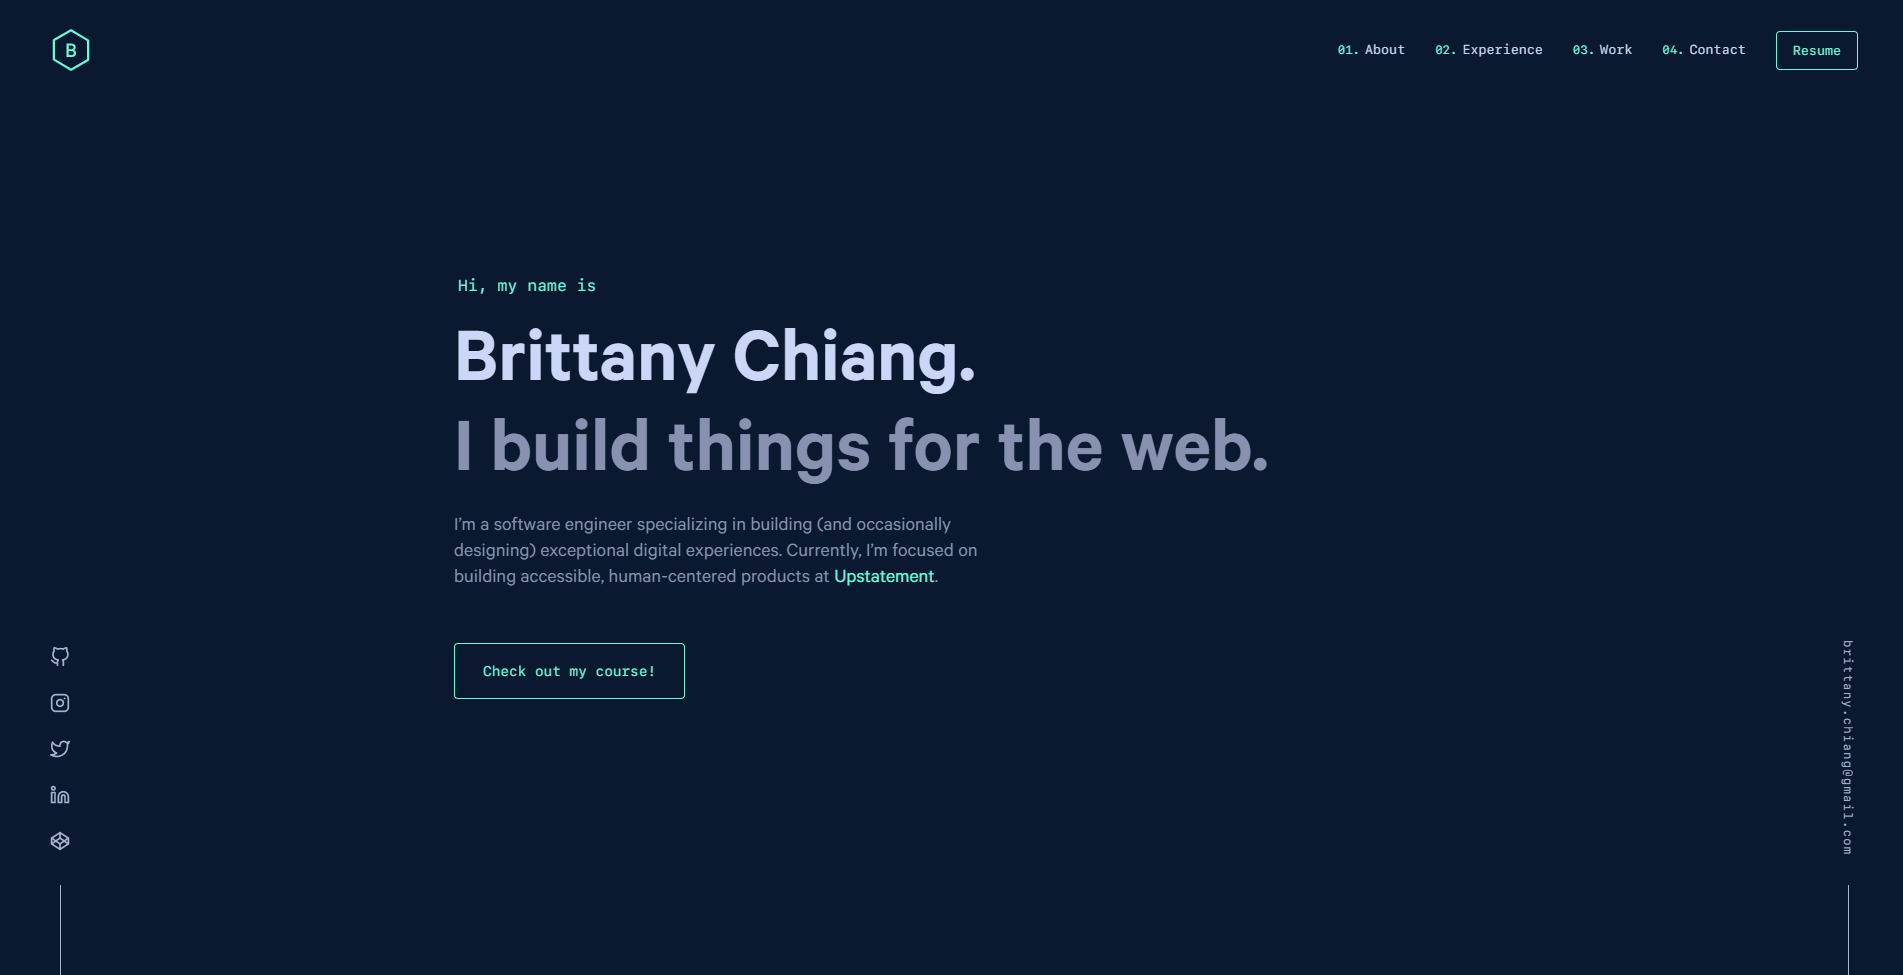 B
01. About 02. Experience 03. Work 04. Contact Resume
Hi, my name is
Brittany Chiang.
I build things for the web.
I’m a software engineer specializing in building (and occasionally
designing) exceptional digital experiences. Currently, I’m focused on
building accessible, human-centered products at Upstatement.
Check out my course!
in
brittany.chiang@gmail.com